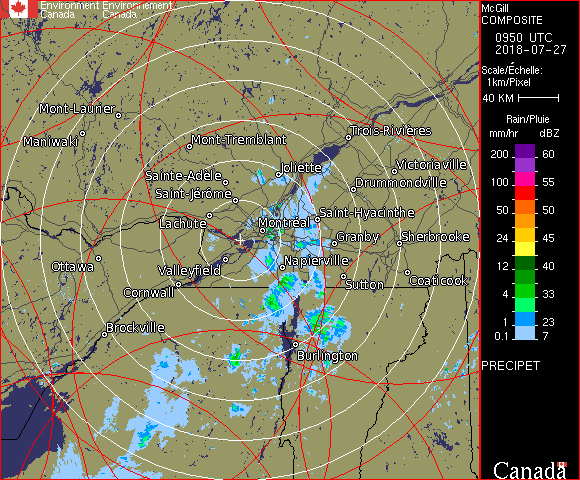 Environment Environnement
Canada Canada
McGill
COMPOSITE
0950 UTC
2018-07-27
Scale/Échelle:
1km/Pixel
40 KM
Rain/Pluie
mm/hr dBZ
200 60
100 55
50 50
24 45
12 40
4 33
1 23
0.1 7
PRECIPET
Canada
Mont-Laurier
Maniwaki
Mont-Tremblant
Trois-Rivières
Joliette
Victoriaville
Sainte-Adèle
Drummondville
Saint-Jérôme
Saint-Hyacinthe
Lachute
Montréal
Granby
Sherbrooke
Ottawa
Napierville
Valleyfield
Sutton
Coaticook
Cornwall
Brockville
Burlington